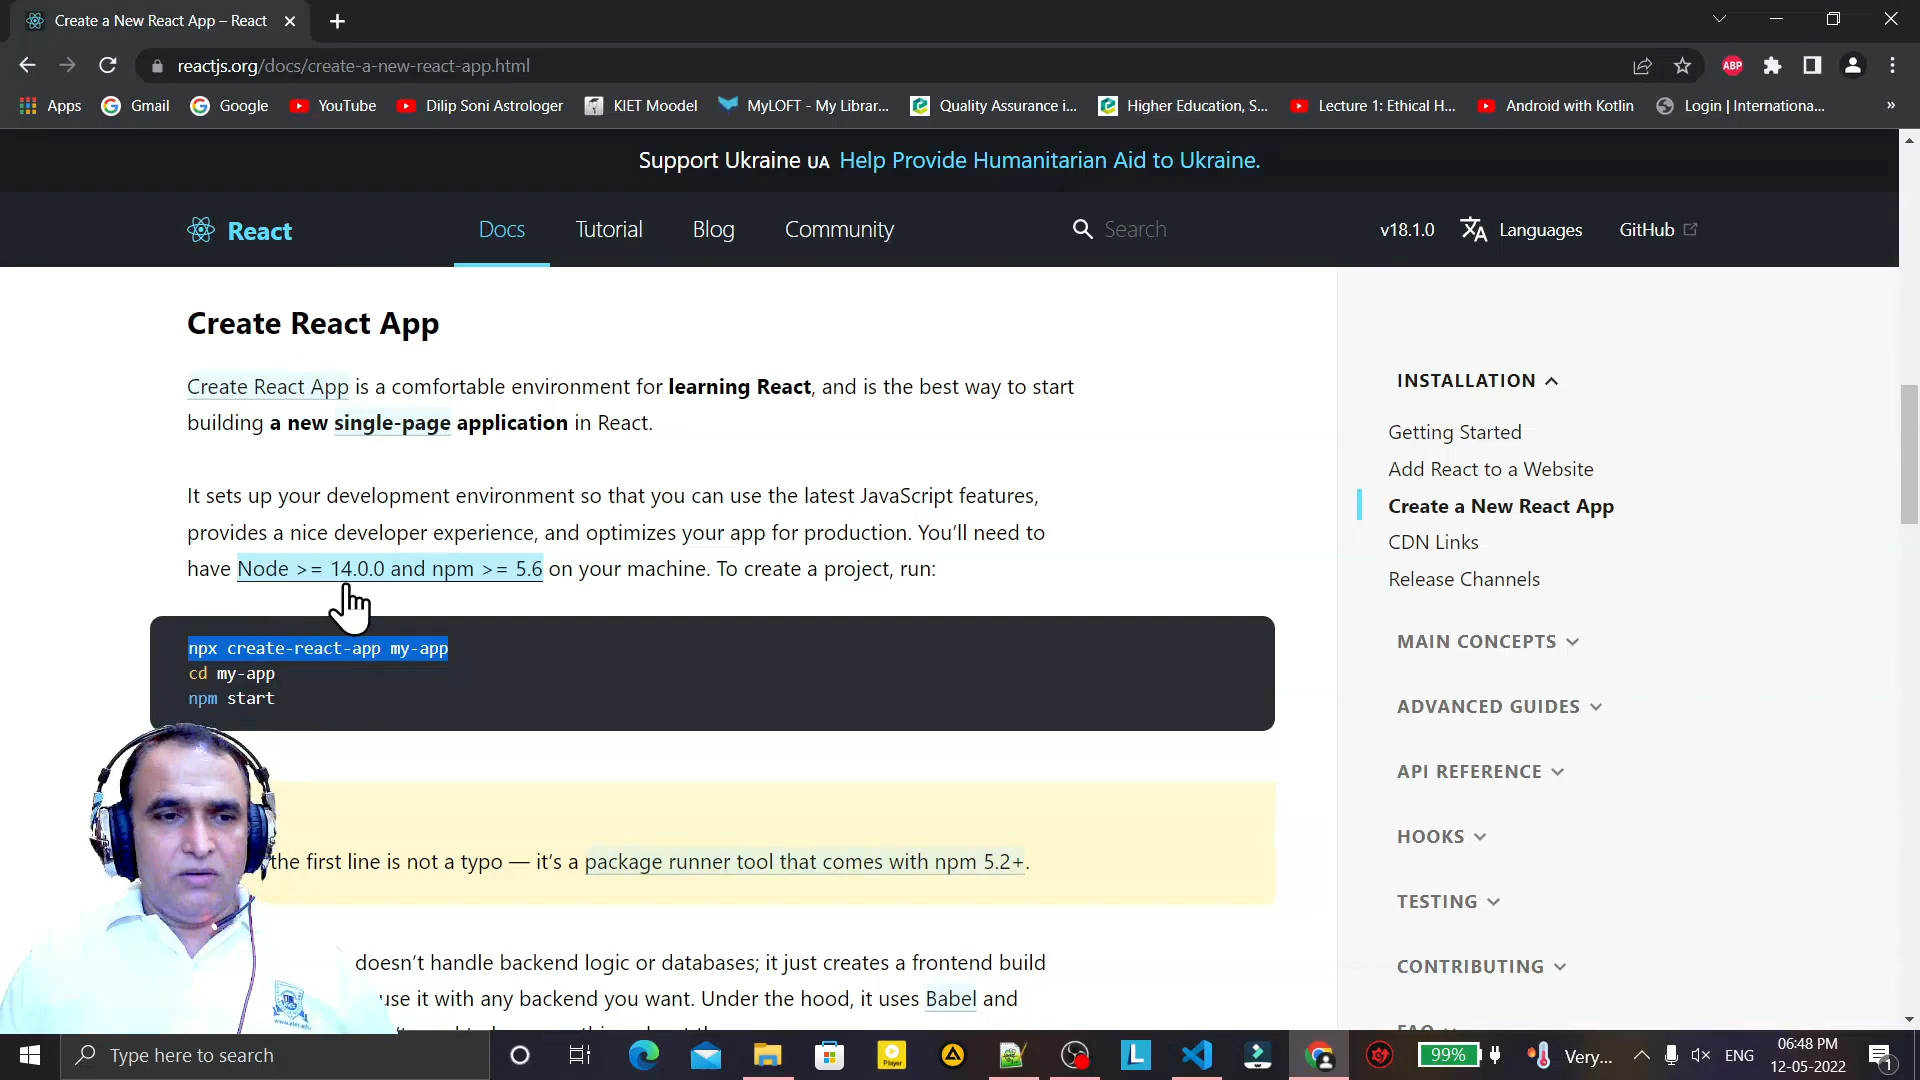 Create a New React App – React
reactjs.org/docs/create-a-new-react-app.html
ABP
Apps Gmail Google YouTube Dilip Soni Astrologer KIET Moodel MyLOFT - My Librar... Quality Assurance i... Higher Education, S... Lecture 1: Ethical H... Android with Kotlin Login | Internationa... »
Support Ukraine UA Help Provide Humanitarian Aid to Ukraine.
React Docs Tutorial Blog Community Search v18.1.0 Languages GitHub
Create React App
Create React App is a comfortable environment for learning React, and is the best way to start
building a new single-page application in React.
It sets up your development environment so that you can use the latest JavaScript features,
provides a nice developer experience, and optimizes your app for production. You’ll need to
have Node >= 14.0.0 and npm >= 5.6 on your machine. To create a project, run:
npx create-react-app my-app
cd my-app
npm start
the first line is not a typo — it’s a package runner tool that comes with npm 5.2+.
doesn’t handle backend logic or databases; it just creates a frontend build
use it with any backend you want. Under the hood, it uses Babel and
INSTALLATION
Getting Started
Add React to a Website
Create a New React App
CDN Links
Release Channels
MAIN CONCEPTS
ADVANCED GUIDES
API REFERENCE
HOOKS
TESTING
CONTRIBUTING
FAQ
Type here to search
Player
L
99%
Very...
ENG
06:48 PM
12-05-2022
1